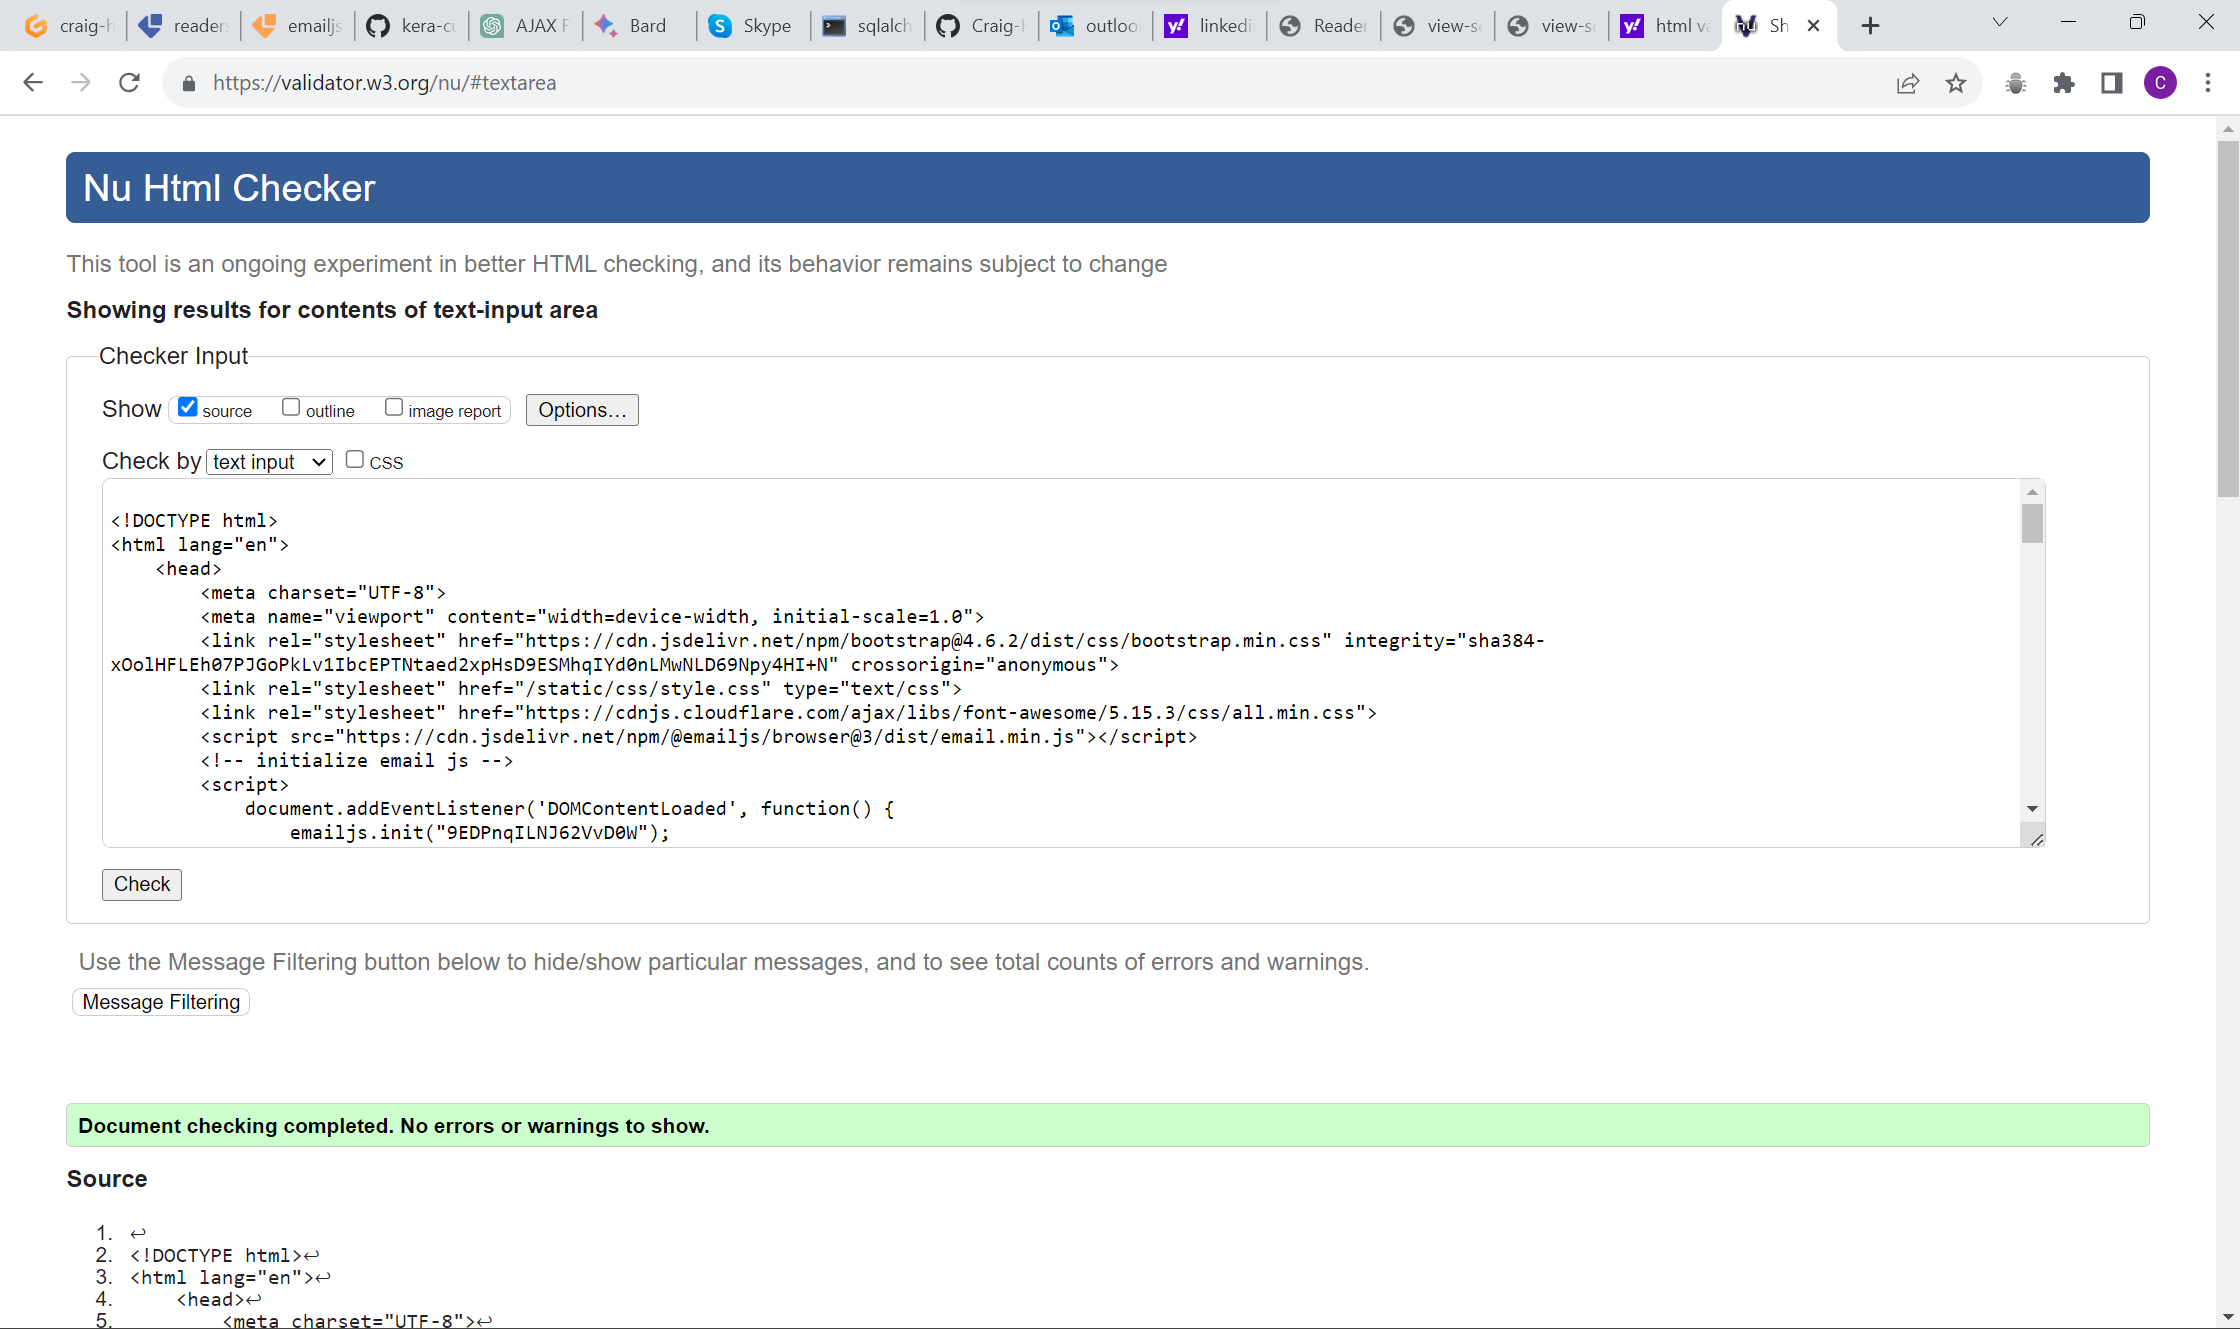 craig-h
reader
emailjs
kera-cu
AJAX F
Bard
Skype
sqlalch
Craig-H
outloo
linkedi
Reader
view-so
view-so
html va
Sh
https://validator.w3.org/nu/#textarea
C
Nu Html Checker
This tool is an ongoing experiment in better HTML checking, and its behavior remains subject to change
Showing results for contents of text-input area
Checker Input
Show source outline image report Options…
Check by text input CSS
<!DOCTYPE html>
<html lang="en">
<head>
<meta charset="UTF-8">
<meta name="viewport" content="width=device-width, initial-scale=1.0">
<link rel="stylesheet" href="https://cdn.jsdelivr.net/npm/bootstrap@4.6.2/dist/css/bootstrap.min.css" integrity="sha384-
xOolHFLEh07PJGoPkLv1IbcEPTNtaed2xpHsD9ESMhqIYd0nLMwNLD69Npy4HI+N" crossorigin="anonymous">
<link rel="stylesheet" href="/static/css/style.css" type="text/css">
<link rel="stylesheet" href="https://cdnjs.cloudflare.com/ajax/libs/font-awesome/5.15.3/css/all.min.css">
<script src="https://cdn.jsdelivr.net/npm/@emailjs/browser@3/dist/email.min.js"></script>
<!-- initialize email js -->
<script>
document.addEventListener('DOMContentLoaded', function() {
emailjs.init("9EDPnqILNJ62VvD0W");
Check
Use the Message Filtering button below to hide/show particular messages, and to see total counts of errors and warnings.
Message Filtering
Document checking completed. No errors or warnings to show.
Source
1. ↩
2. <!DOCTYPE html>↩
3. <html lang="en">↩
4. <head>↩
5. <meta charset="UTF-8">↩